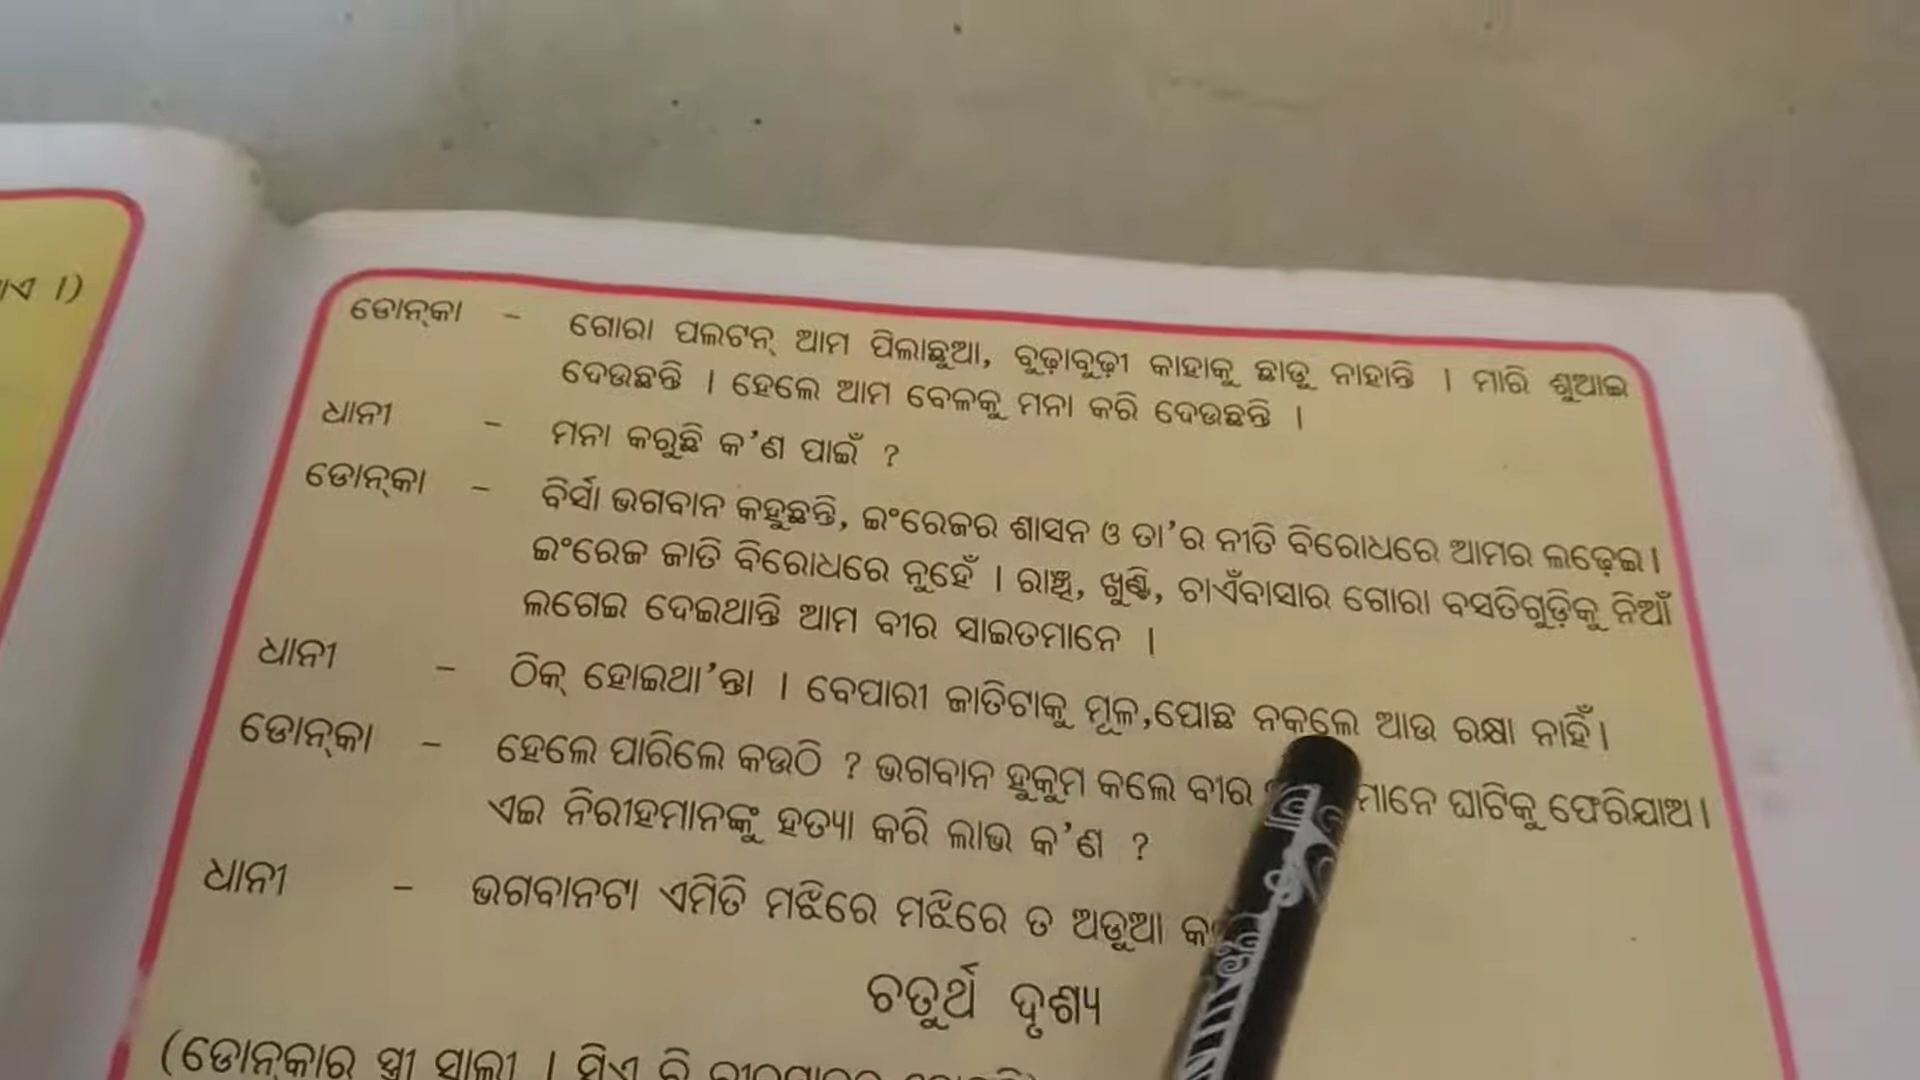 ଡୋନ୍‌କା – ଗୋରା ପଲଟନ୍ ଆମ ପିଲାଛୁଆ, ବୁଢ଼ାବୁଢ଼ୀ କାହାକୁ ଛାଡୁ ନାହାନ୍ତି । ମାରି ଶୁଆଇ
ଦେଉଛନ୍ତି । ହେଲେ ଆମ ବେଳକୁ ମନା କରି ଦେଉଛନ୍ତି ।
ଧାନୀ – ମନା କରୁଛି କ’ଣ ପାଇଁ ?
ଡୋନ୍‌କା – ବିର୍ସା ଭଗବାନ କହୁଛନ୍ତି, ଇଂରେଜର ଶାସନ ଓ ତା’ର ନୀତି ବିରୋଧରେ ଆମର ଲଢ଼େଇ।
ଇଂରେଜ ଜାତି ବିରୋଧରେ ନୁହେଁ । ରାଞ୍ଚି, ଖୁଣ୍ଟି, ଚାଏଁବାସାର ଗୋରା ବସତିଗୁଡ଼ିକୁ ନିଆଁ
ଲଗେଇ ଦେଇଥାନ୍ତି ଆମ ବୀର ସାଇତମାନେ ।
ଧାନୀ – ଠିକ୍ ହୋଇଥା’ନ୍ତା । ବେପାରୀ ଜାତିଟାକୁ ମୂଳ,ପୋଛ ନକଲେ ଆଉ ରକ୍ଷା ନାହିଁ।
ଡୋନ୍‌କା – ହେଲେ ପାରିଲେ କଉଠି ? ଭଗବାନ ହୁକୁମ କଲେ ବୀର ମାନେ ଘାଟିକୁ ଫେରିଯାଅ।
ଏଇ ନିରୀହମାନଙ୍କୁ ହତ୍ୟା କରି ଲାଭ କ’ଣ ?
ଧାନୀ – ଭଗବାନଟା ଏମିତି ମଝିରେ ମଝିରେ ତ ଅଡୁଆ
ଚତୁର୍ଥ ଦୃଶ୍ୟ
(ଡୋନ୍‌କାର ସ୍ତ୍ରୀ ସାଲୀ । ସିଏ ବି